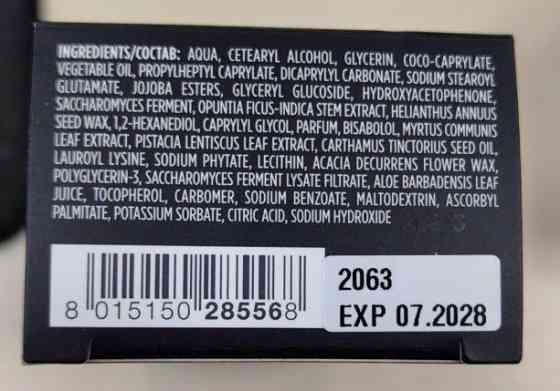 INGREDIENTS/СОСТАВ: AQUA, CETEARYL ALCOHOL, GLYCERIN, COCO-CAPRYLATE,
VEGETABLE OIL, PROPYLHEPTYL CAPRYLATE, DICAPRYLYL CARBONATE, SODIUM STEAROYL
GLUTAMATE, JOJOBA ESTERS, GLYCERYL GLUCOSIDE, HYDROXYACETOPHENONE,
SACCHAROMYCES FERMENT, OPUNTIA FICUS-INDICA STEM EXTRACT, HELIANTHUS ANNUUS
SEED WAX, 1,2-HEXANEDIOL, CAPRYLYL GLYCOL, PARFUM, BISABOLOL, MYRTUS COMMUNIS
LEAF EXTRACT, PISTACIA LENTISCUS LEAF EXTRACT, CARTHAMUS TINCTORIUS SEED OIL,
LAUROYL LYSINE, SODIUM PHYTATE, LECITHIN, ACACIA DECURRENS FLOWER WAX,
POLYGLYCERIN-3, SACCHAROMYCES FERMENT LYSATE FILTRATE, ALOE BARBADENSIS LEAF
JUICE, TOCOPHEROL, CARBOMER, SODIUM BENZOATE, MALTODEXTRIN, ASCORBYL
PALMITATE, POTASSIUM SORBATE, CITRIC ACID, SODIUM HYDROXIDE
8 015150 285568
2063
EXP 07.2028